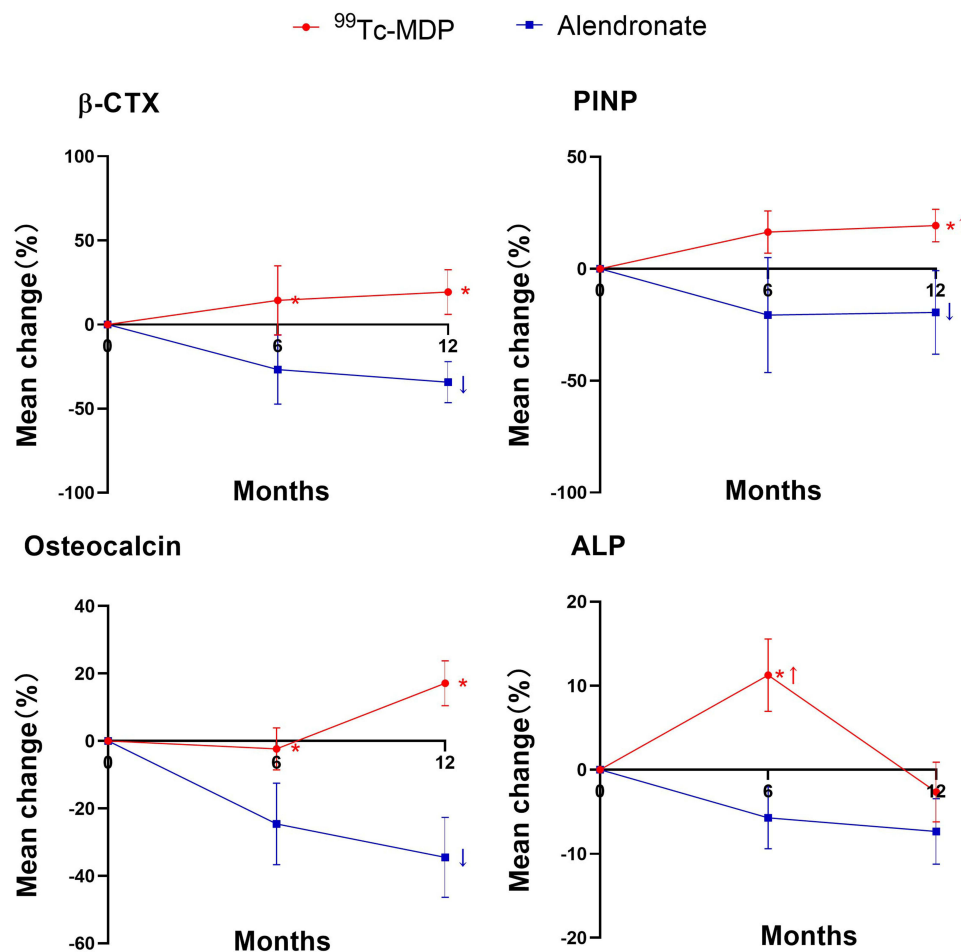 ⁹⁹Tc-MDP Alendronate
β-CTX
Mean change(%)
100
50
0
-50
-100
0 6 12
*
*
↓
Months
PINP
Mean change(%)
50
0
-50
-100
0 6 12
*
↓
Months
Osteocalcin
Mean change(%)
40
20
0
-20
-40
-60
0 6 12
*
*
↓
Months
ALP
Mean change(%)
20
10
0
-10
-20
0 6 12
*↑
Months